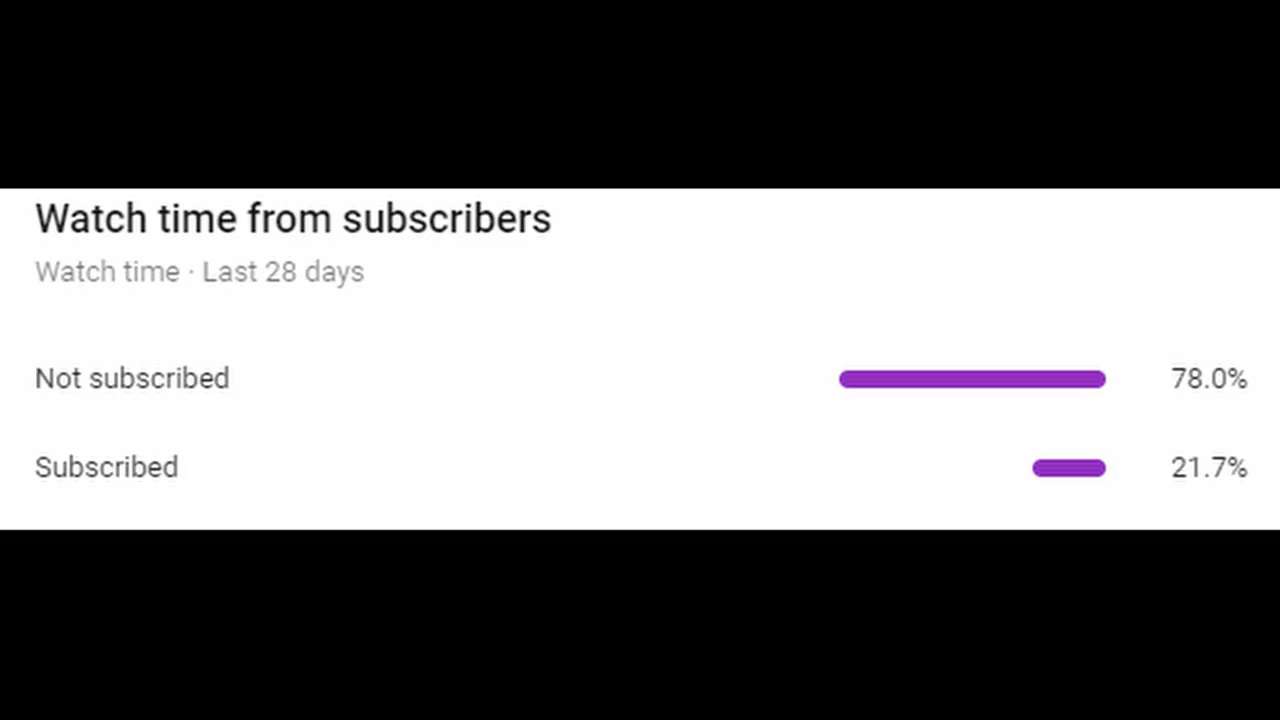 Watch time from subscribers
Watch time · Last 28 days
Not subscribed 78.0%
Subscribed 21.7%